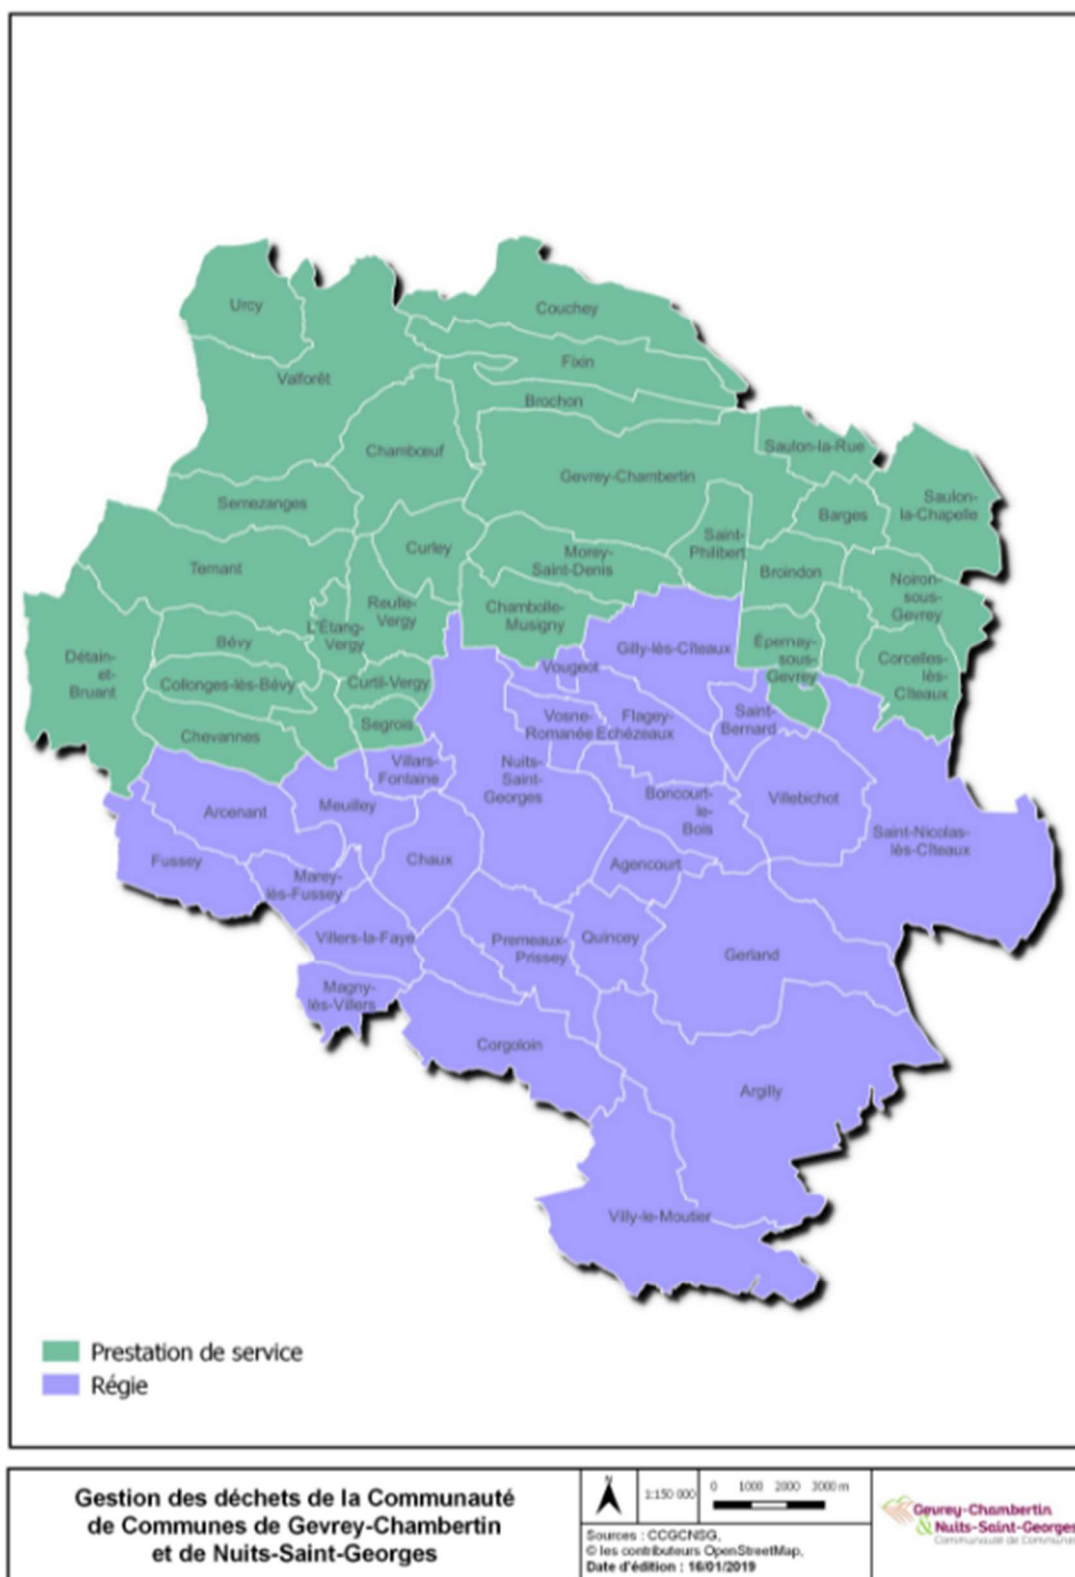 Urcy
Couchey
Valforêt
Fixin
Brochon
Chambœuf
Saulon-la-Rue
Gevrey-Chambertin
Semezanges
Saulon-
la-Chapelle
Barges
Saint-
Philibert
Curley
Morey-
Saint-Denis
Ternant
Broindon
Noiron-
sous-
Gevrey
Reulle-
Vergy
Chambolle-
Musigny
L'Étang-
Vergy
Bévy
Gilly-lès-Cîteaux
Épernay-
sous-
Gevrey
Détain-
et-
Bruant
Corcelles-
lès-
Cîteaux
Vougeot
Collonges-lès-Bévy
Curtil-Vergy
Segrois
Chevannes
Vosne-
Romanée
Flagey-
Echézeaux
Saint-
Bernard
Villars-
Fontaine
Nuits-
Saint-
Georges
Meuilley
Arcenant
Boncourt-
le-
Bois
Villebichot
Saint-Nicolas-
lès-Cîteaux
Fussey
Chaux
Agencourt
Marey-
lès-Fussey
Villers-la-Faye
Premeaux-
Prissey
Quincey
Gerland
Magny-
lès-Villers
Corgoloin
Argilly
Villy-le-Moutier
Prestation de service
Régie
Gestion des déchets de la Communauté
de Communes de Gevrey-Chambertin
et de Nuits-Saint-Georges
N
1:150 000
0 1000 2000 3000 m
Sources : CCGCNSG,
© les contributeurs OpenStreetMap,
Date d'édition : 16/01/2019
Gevrey-Chambertin
& Nuits-Saint-Georges
Communauté de Communes